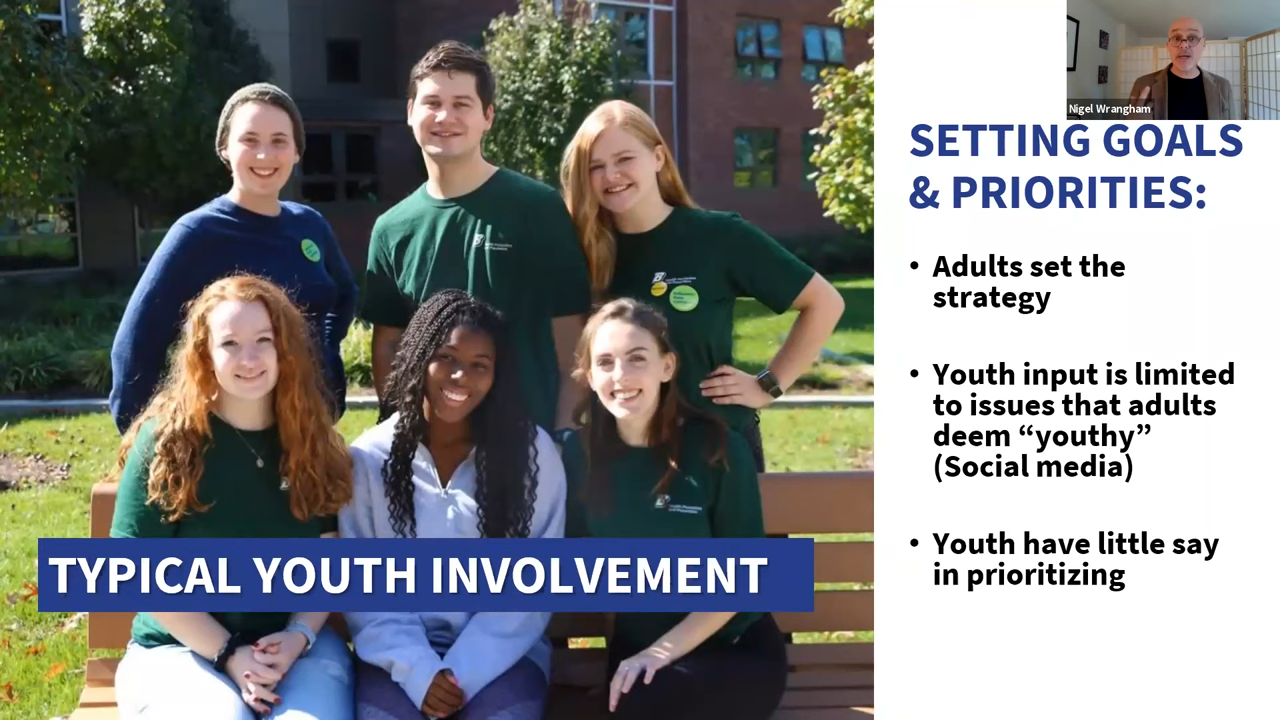 Nigel Wrangham
SETTING GOALS
& PRIORITIES:
• Adults set the
strategy
• Youth input is limited
to issues that adults
deem “youthy”
(Social media)
• Youth have little say
in prioritizing
TYPICAL YOUTH INVOLVEMENT